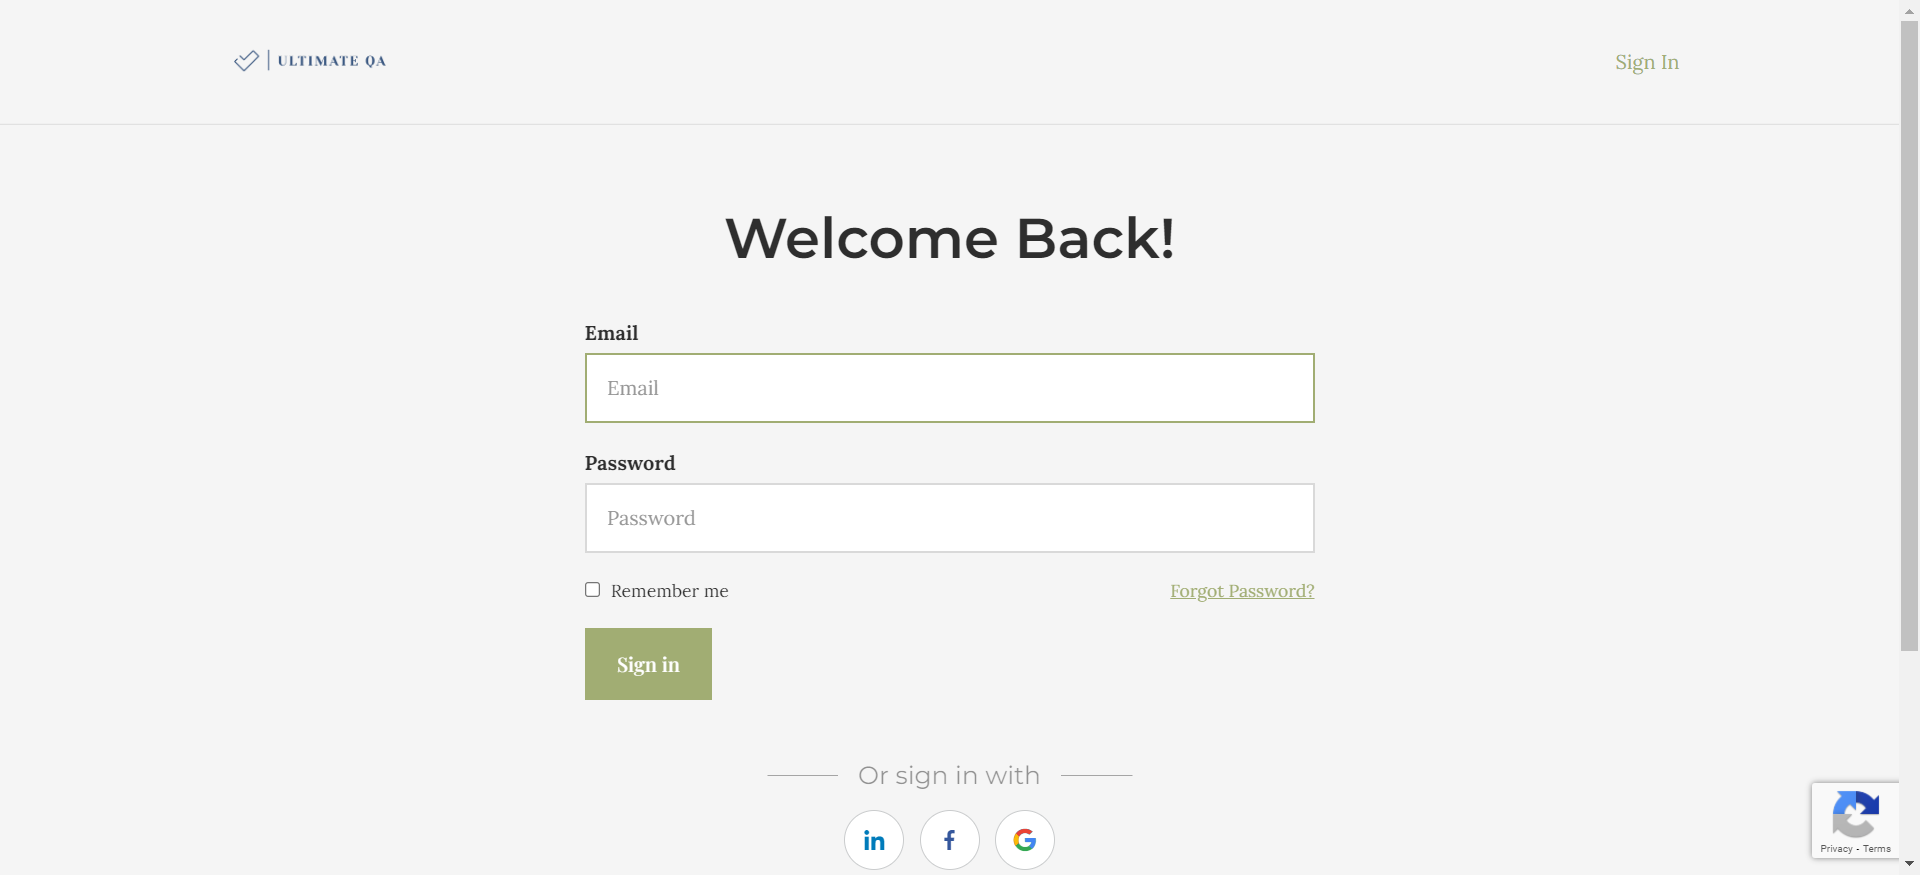 ULTIMATE QA
Sign In
Welcome Back!
Email
Email
Password
Password
Remember me
Forgot Password?
Sign in
Or sign in with
in
f
G
Privacy - Terms